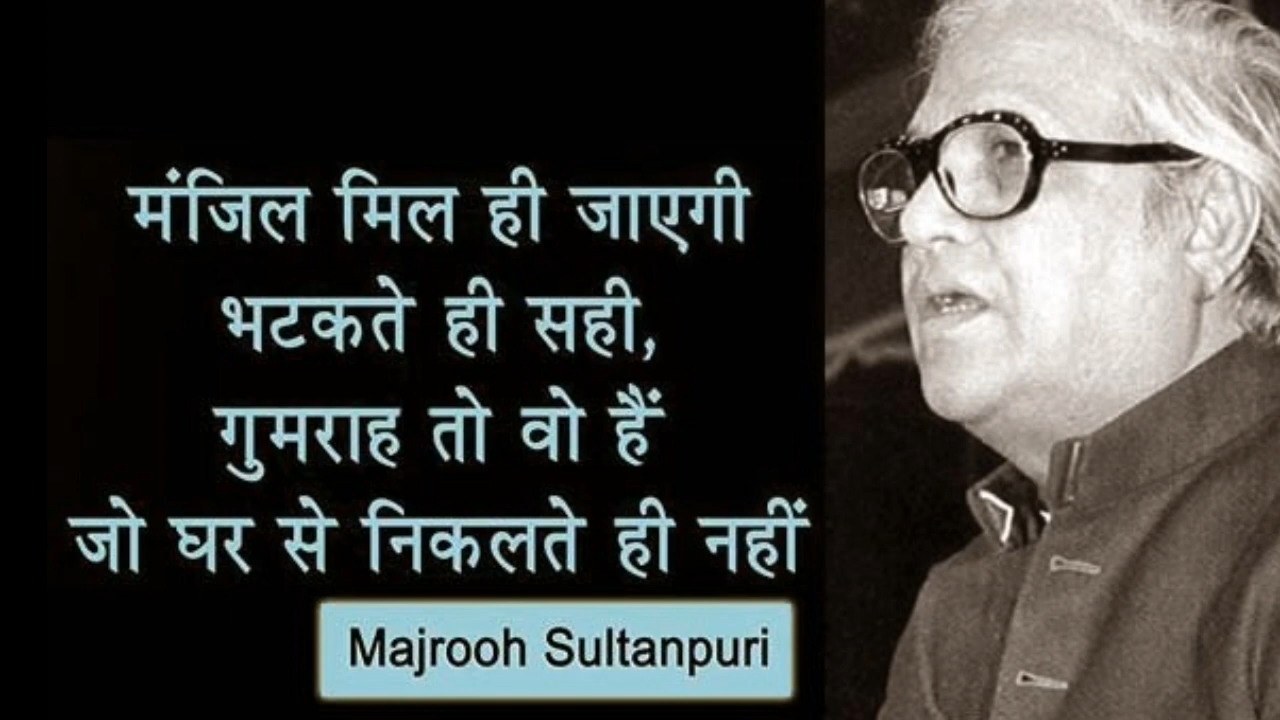 मंजिल मिल ही जाएगी
भटकते ही सही,
गुमराह तो वो हैं
जो घर से निकलते ही नहीं
Majrooh Sultanpuri